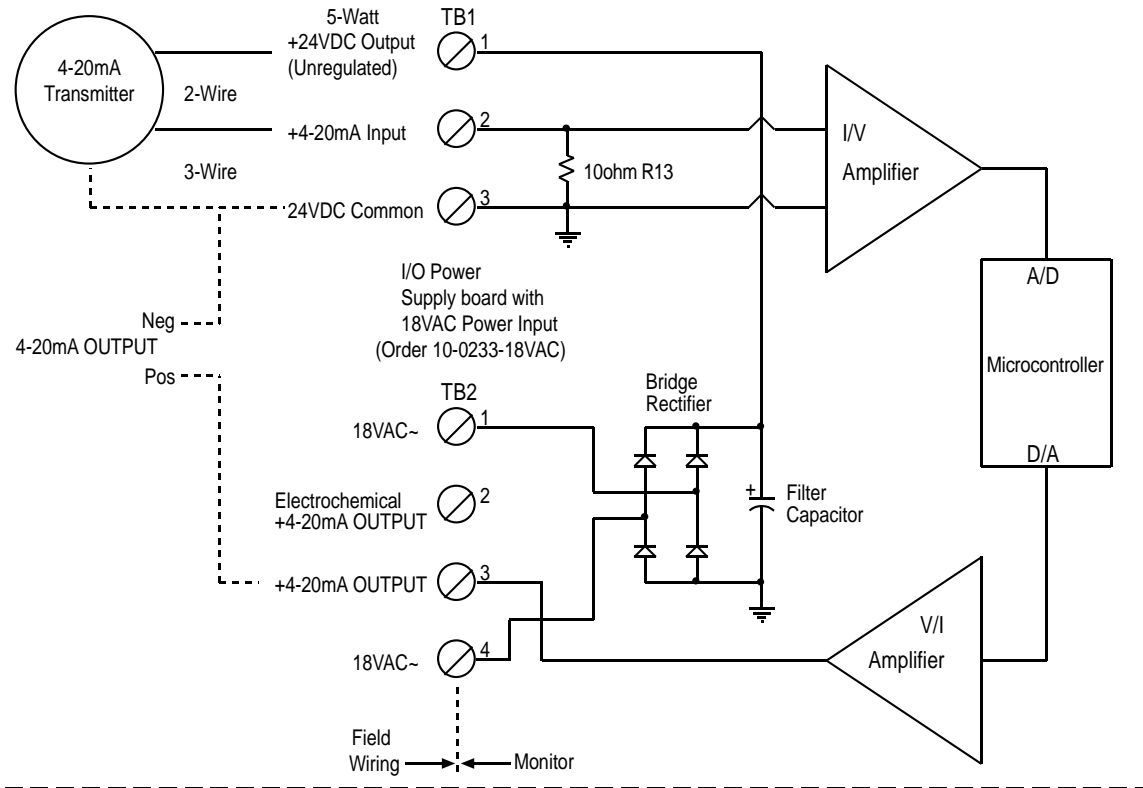 5-Watt
+24VDC Output
(Unregulated)
TB1
1
4-20mA
Transmitter
2-Wire
+4-20mA Input
2
3-Wire
10ohm R13
24VDC Common
3
I/V
Amplifier
I/O Power
Supply board with
18VAC Power Input
(Order 10-0233-18VAC)
A/D
Microcontroller
D/A
Neg
4-20mA OUTPUT
Pos
TB2
18VAC~
1
Bridge
Rectifier
Electrochemical
+4-20mA OUTPUT
2
+
Filter
Capacitor
+4-20mA OUTPUT
3
18VAC~
4
V/I
Amplifier
Field
Wiring
Monitor